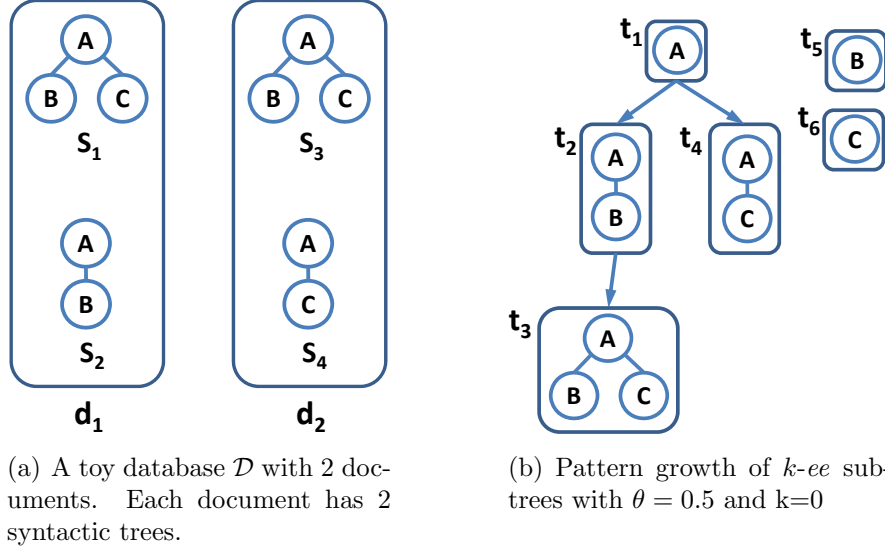 A
B
C
S1
A
B
S2
d1
A
B
C
S3
A
C
S4
d2
t1
A
t2
A
B
t4
A
C
t3
A
B
C
t5
B
t6
C
(a) A toy database 𝒟 with 2 doc-
uments. Each document has 2
syntactic trees.
(b) Pattern growth of k-ee sub-
trees with θ = 0.5 and k=0